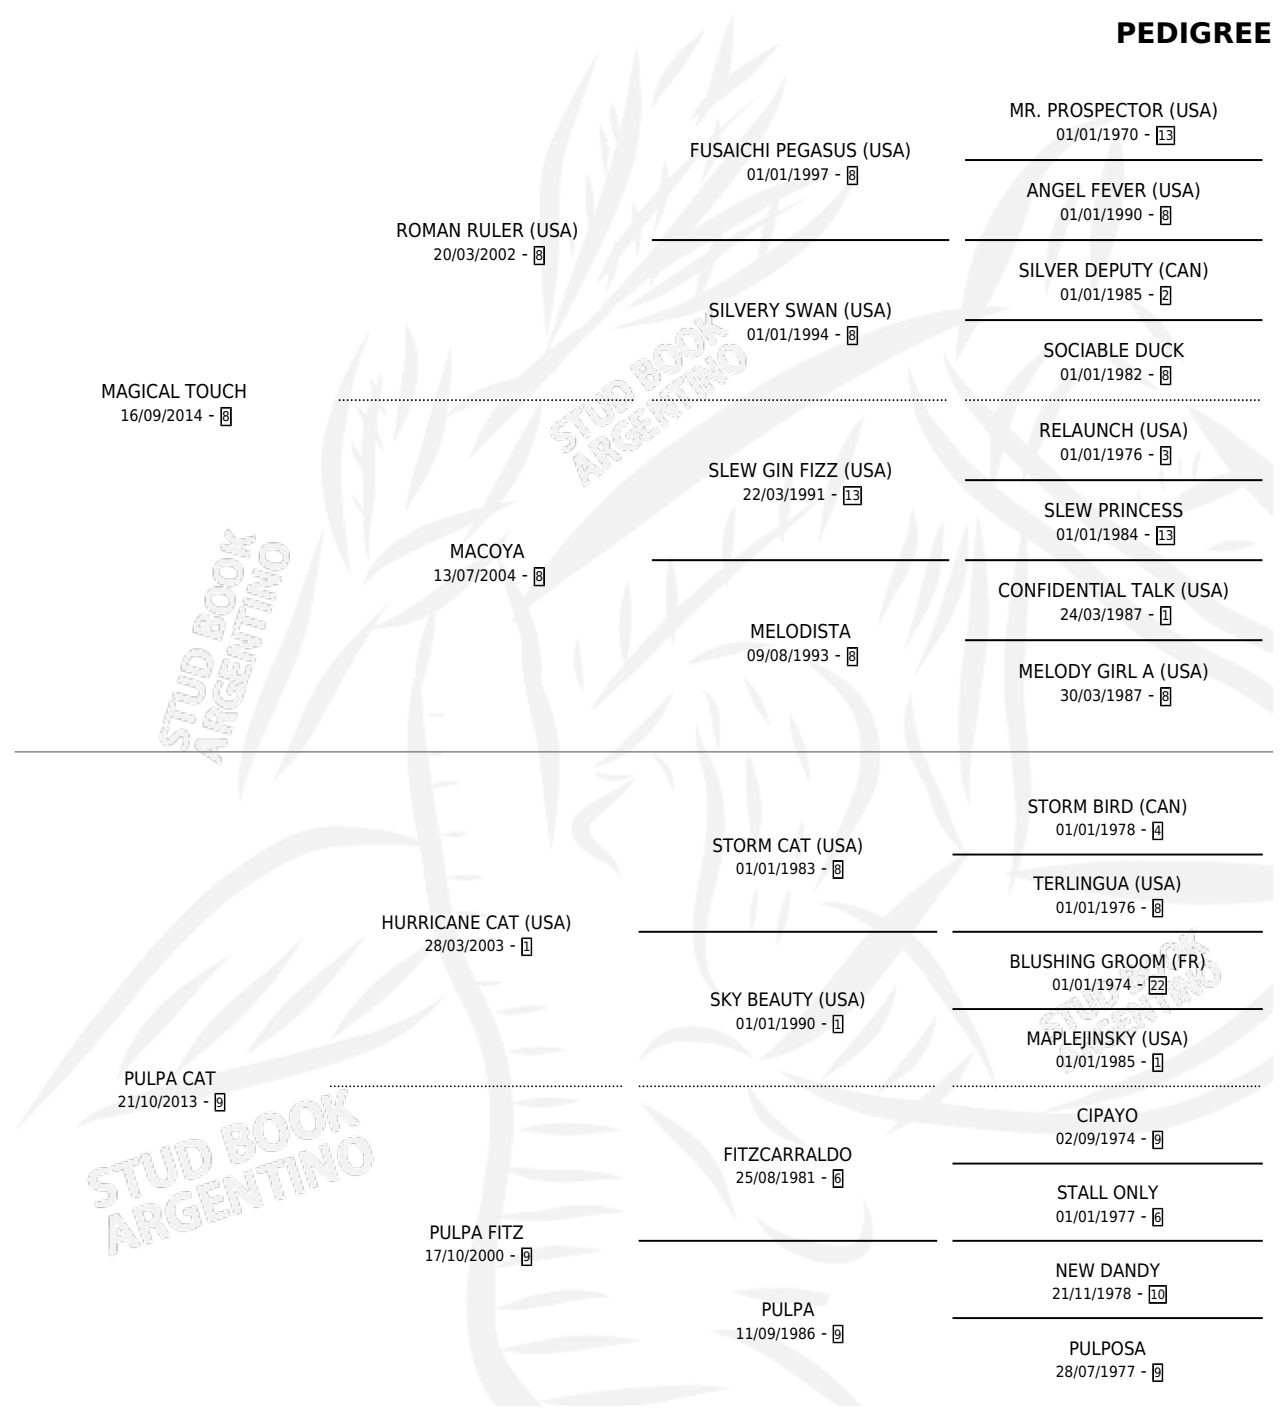 PEDIGREE
MR. PROSPECTOR (USA)
01/01/1970 - 13
FUSAICHI PEGASUS (USA)
01/01/1997 - 8
ANGEL FEVER (USA)
01/01/1990 - 8
ROMAN RULER (USA)
20/03/2002 - 8
SILVER DEPUTY (CAN)
01/01/1985 - 2
SILVERY SWAN (USA)
01/01/1994 - 8
SOCIABLE DUCK
01/01/1982 - 8
MAGICAL TOUCH
16/09/2014 - 8
RELAUNCH (USA)
01/01/1976 - 3
SLEW GIN FIZZ (USA)
22/03/1991 - 13
SLEW PRINCESS
01/01/1984 - 13
MACOYA
13/07/2004 - 8
CONFIDENTIAL TALK (USA)
24/03/1987 - 1
MELODISTA
09/08/1993 - 8
MELODY GIRL A (USA)
30/03/1987 - 8
STORM BIRD (CAN)
01/01/1978 - 4
STORM CAT (USA)
01/01/1983 - 8
TERLINGUA (USA)
01/01/1976 - 8
HURRICANE CAT (USA)
28/03/2003 - 1
BLUSHING GROOM (FR)
01/01/1974 - 22
SKY BEAUTY (USA)
01/01/1990 - 1
MAPLEJINSKY (USA)
01/01/1985 - 1
PULPA CAT
21/10/2013 - 9
CIPAYO
02/09/1974 - 9
FITZCARRALDO
25/08/1981 - 6
STALL ONLY
01/01/1977 - 6
PULPA FITZ
17/10/2000 - 9
NEW DANDY
21/11/1978 - 10
PULPA
11/09/1986 - 9
PULPOSA
28/07/1977 - 9
STUD BOOK
ARGENTINO
STUD BOOK
ARGENTINO
STUD BOOK
ARGENTINO
STUD BOOK
ARGENTINO